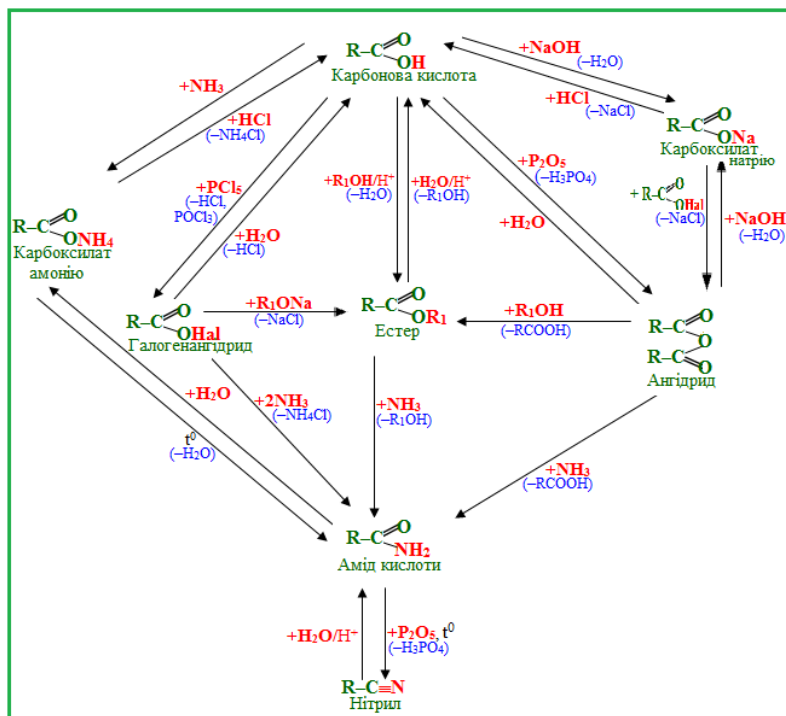 R–C
O
OH
Карбонова кислота
+NaOH
(–H₂O)
+HCl
(–NaCl)
+NH₃
+HCl
(–NH₄Cl)
R–C
O
ONa
Карбоксилат
натрію
+PCl₅
(–HCl,
POCl₃)
+H₂O
(–HCl)
+R₁OH/H⁺
(–H₂O)
+H₂O/H⁺
(–R₁OH)
+P₂O₅
(–H₃PO₄)
+H₂O
+ R–C
O
OHal
(–NaCl)
+NaOH
(–H₂O)
R–C
O
ONH₄
Карбоксилат
амонію
R–C
O
OHal
Галогенангідрид
+R₁ONa
(–NaCl)
R–C
O
OR₁
Естер
+R₁OH
(–RCOOH)
R–C
O
O
R–C
O
Ангідрид
+H₂O
t⁰
(–H₂O)
+2NH₃
(–NH₄Cl)
+NH₃
(–R₁OH)
+NH₃
(–RCOOH)
R–C
O
NH₂
Амід кислоти
+H₂O/H⁺
+P₂O₅, t⁰
(–H₃PO₄)
R–C≡N
Нітрил